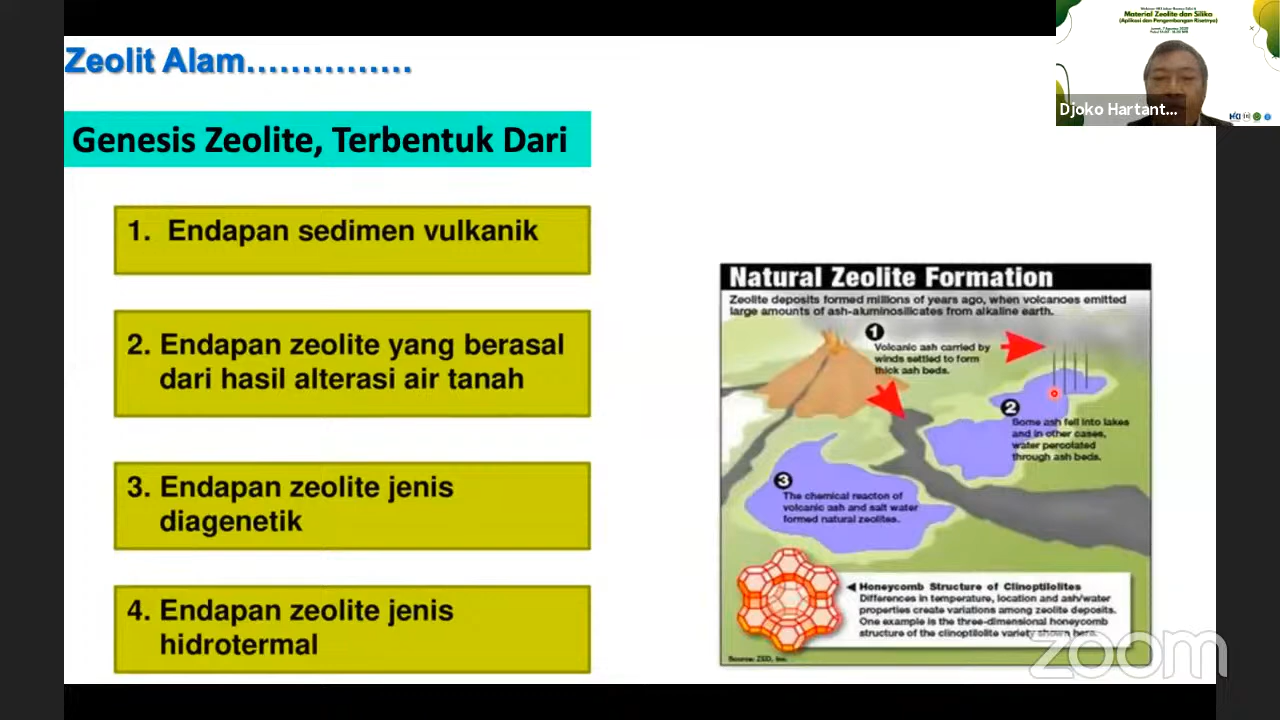 Zeolit Alam...............
Genesis Zeolite, Terbentuk Dari
1. Endapan sedimen vulkanik
2. Endapan zeolite yang berasal
dari hasil alterasi air tanah
3. Endapan zeolite jenis
diagenetik
4. Endapan zeolite jenis
hidrotermal
Natural Zeolite Formation
Zeolite deposits formed millions of years ago, when volcanoes emitted
large amounts of ash-aluminosilicates from alkaline earth.
1
Volcanic ash carried by
winds settled to form
thick ash beds.
2
Some ash fell into lakes
and in other cases,
water percolated
through ash beds.
3
The chemical reacton of
volcanic ash and salt water
formed natural zeolites.
Honeycomb Structure of Clinoptilolites
Differences in temperature, location and ash/water
properties create variations among zeolite deposits.
One example is the three-dimensional honeycomb
structure of the clinoptilolite variety shown here.
Source: ZEO, Inc.
zoom
Material Zeolite dan Silika
(Aplikasi dan Pengembangan Risetnya)
Djoko Hartant...
HKI